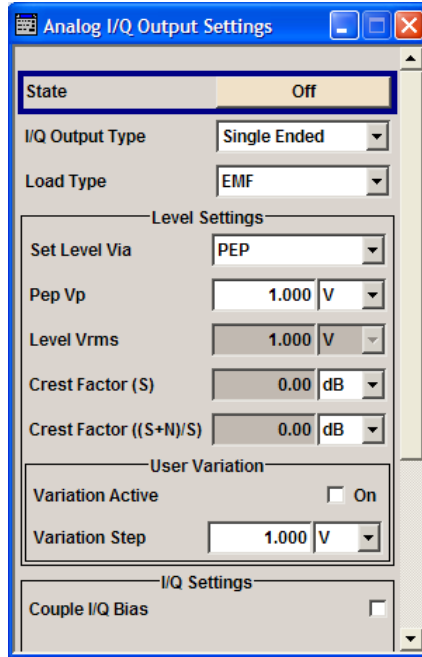 Analog I/Q Output Settings
State Off
I/Q Output Type Single Ended
Load Type EMF
Level Settings
Set Level Via PEP
Pep Vp 1.000 V
Level Vrms 1.000 V
Crest Factor (S) 0.00 dB
Crest Factor ((S+N)/S) 0.00 dB
User Variation
Variation Active On
Variation Step 1.000 V
I/Q Settings
Couple I/Q Bias